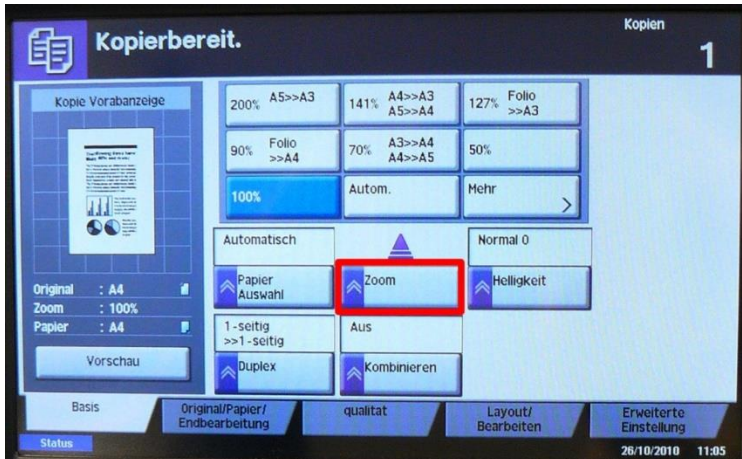 Kopierbereit.
Kopien
1
Kopie Vorabanzeige
Original : A4
Zoom : 100%
Papier : A4
Vorschau
200% A5>>A3
141% A4>>A3
A5>>A4
127% Folio
>>A3
90% Folio
>>A4
70% A3>>A4
A4>>A5
50%
100%
Autom.
Mehr
Automatisch
Normal 0
Papier
Auswahl
Zoom
Helligkeit
1-seitig
>>1-seitig
Aus
Duplex
Kombinieren
Basis
Original/Papier/
Endbearbeitung
qualitat
Layout/
Bearbeiten
Erweiterte
Einstellung
Status
26/10/2010 11:05